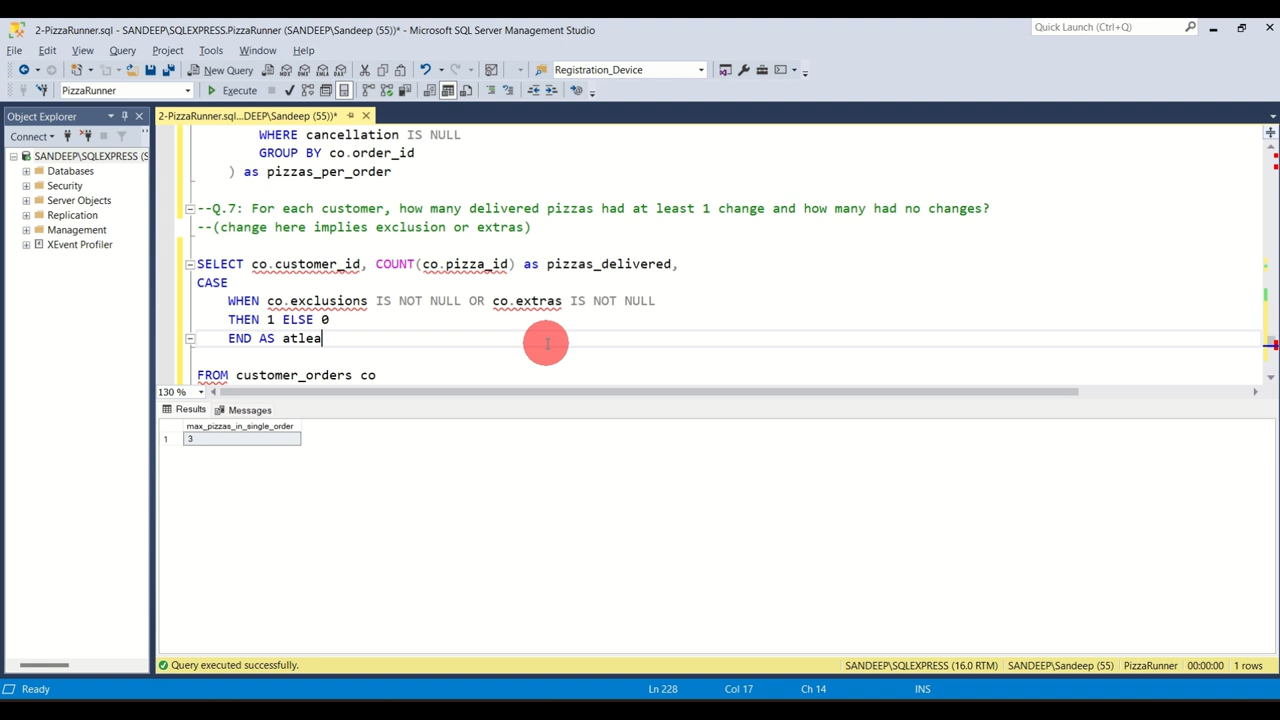 2-PizzaRunner.sql - SANDEEP\SQLEXPRESS.PizzaRunner (SANDEEP\Sandeep (55))* - Microsoft SQL Server Management Studio
Quick Launch (Ctrl+Q)
File Edit View Query Project Tools Window Help
New Query
Registration_Device
PizzaRunner
Execute
Object Explorer
2-PizzaRunner.sql...DEEP\Sandeep (55))*
Connect
SANDEEP\SQLEXPRESS (S
Databases
Security
Server Objects
Replication
Management
XEvent Profiler
WHERE cancellation IS NULL
GROUP BY co.order_id
) as pizzas_per_order
--Q.7: For each customer, how many delivered pizzas had at least 1 change and how many had no changes?
--(change here implies exclusion or extras)
SELECT co.customer_id, COUNT(co.pizza_id) as pizzas_delivered,
CASE
WHEN co.exclusions IS NOT NULL OR co.extras IS NOT NULL
THEN 1 ELSE 0
END AS atlea
FROM customer_orders co
130 %
Results Messages
max_pizzas_in_single_order
1 3
Query executed successfully.
SANDEEP\SQLEXPRESS (16.0 RTM) SANDEEP\Sandeep (55) PizzaRunner 00:00:00 1 rows
Ready
Ln 228 Col 17 Ch 14 INS